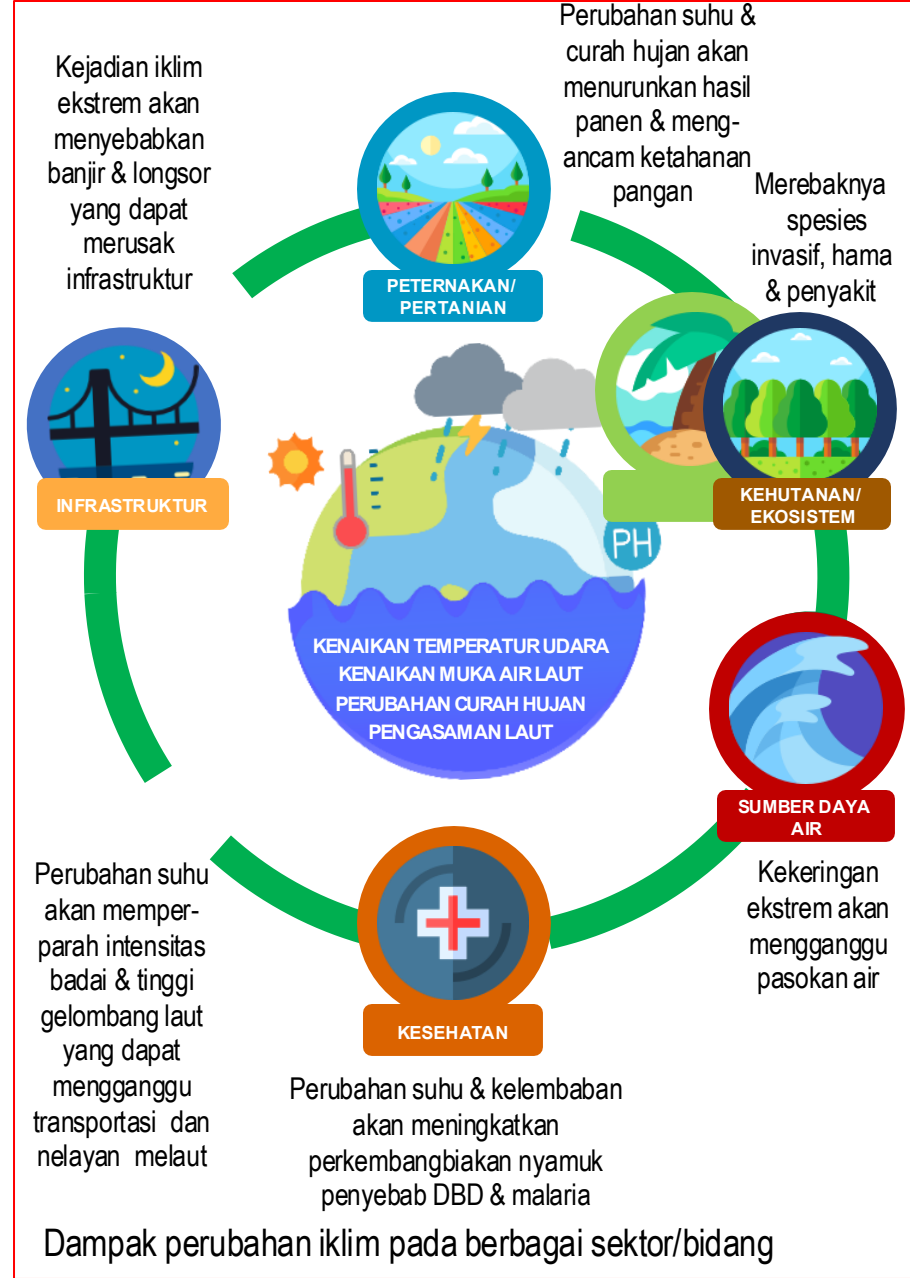 Perubahan suhu &
curah hujan akan
menurunkan hasil
panen & meng-
ancam ketahanan
pangan
Kejadian iklim
ekstrem akan
menyebabkan
banjir & longsor
yang dapat
merusak
infrastruktur
Merebaknya
spesies
invasif, hama
& penyakit
PETERNAKAN/
PERTANIAN
INFRASTRUKTUR
KEHUTANAN/
EKOSISTEM
PH
KENAIKAN TEMPERATUR UDARA
KENAIKAN MUKA AIR LAUT
PERUBAHAN CURAH HUJAN
PENGASAMAN LAUT
SUMBER DAYA
AIR
Kekeringan
ekstrem akan
mengganggu
pasokan air
Perubahan suhu
akan memper-
parah intensitas
badai & tinggi
gelombang laut
yang dapat
mengganggu
transportasi dan
nelayan melaut
KESEHATAN
Perubahan suhu & kelembaban
akan meningkatkan
perkembangbiakan nyamuk
penyebab DBD & malaria
Dampak perubahan iklim pada berbagai sektor/bidang